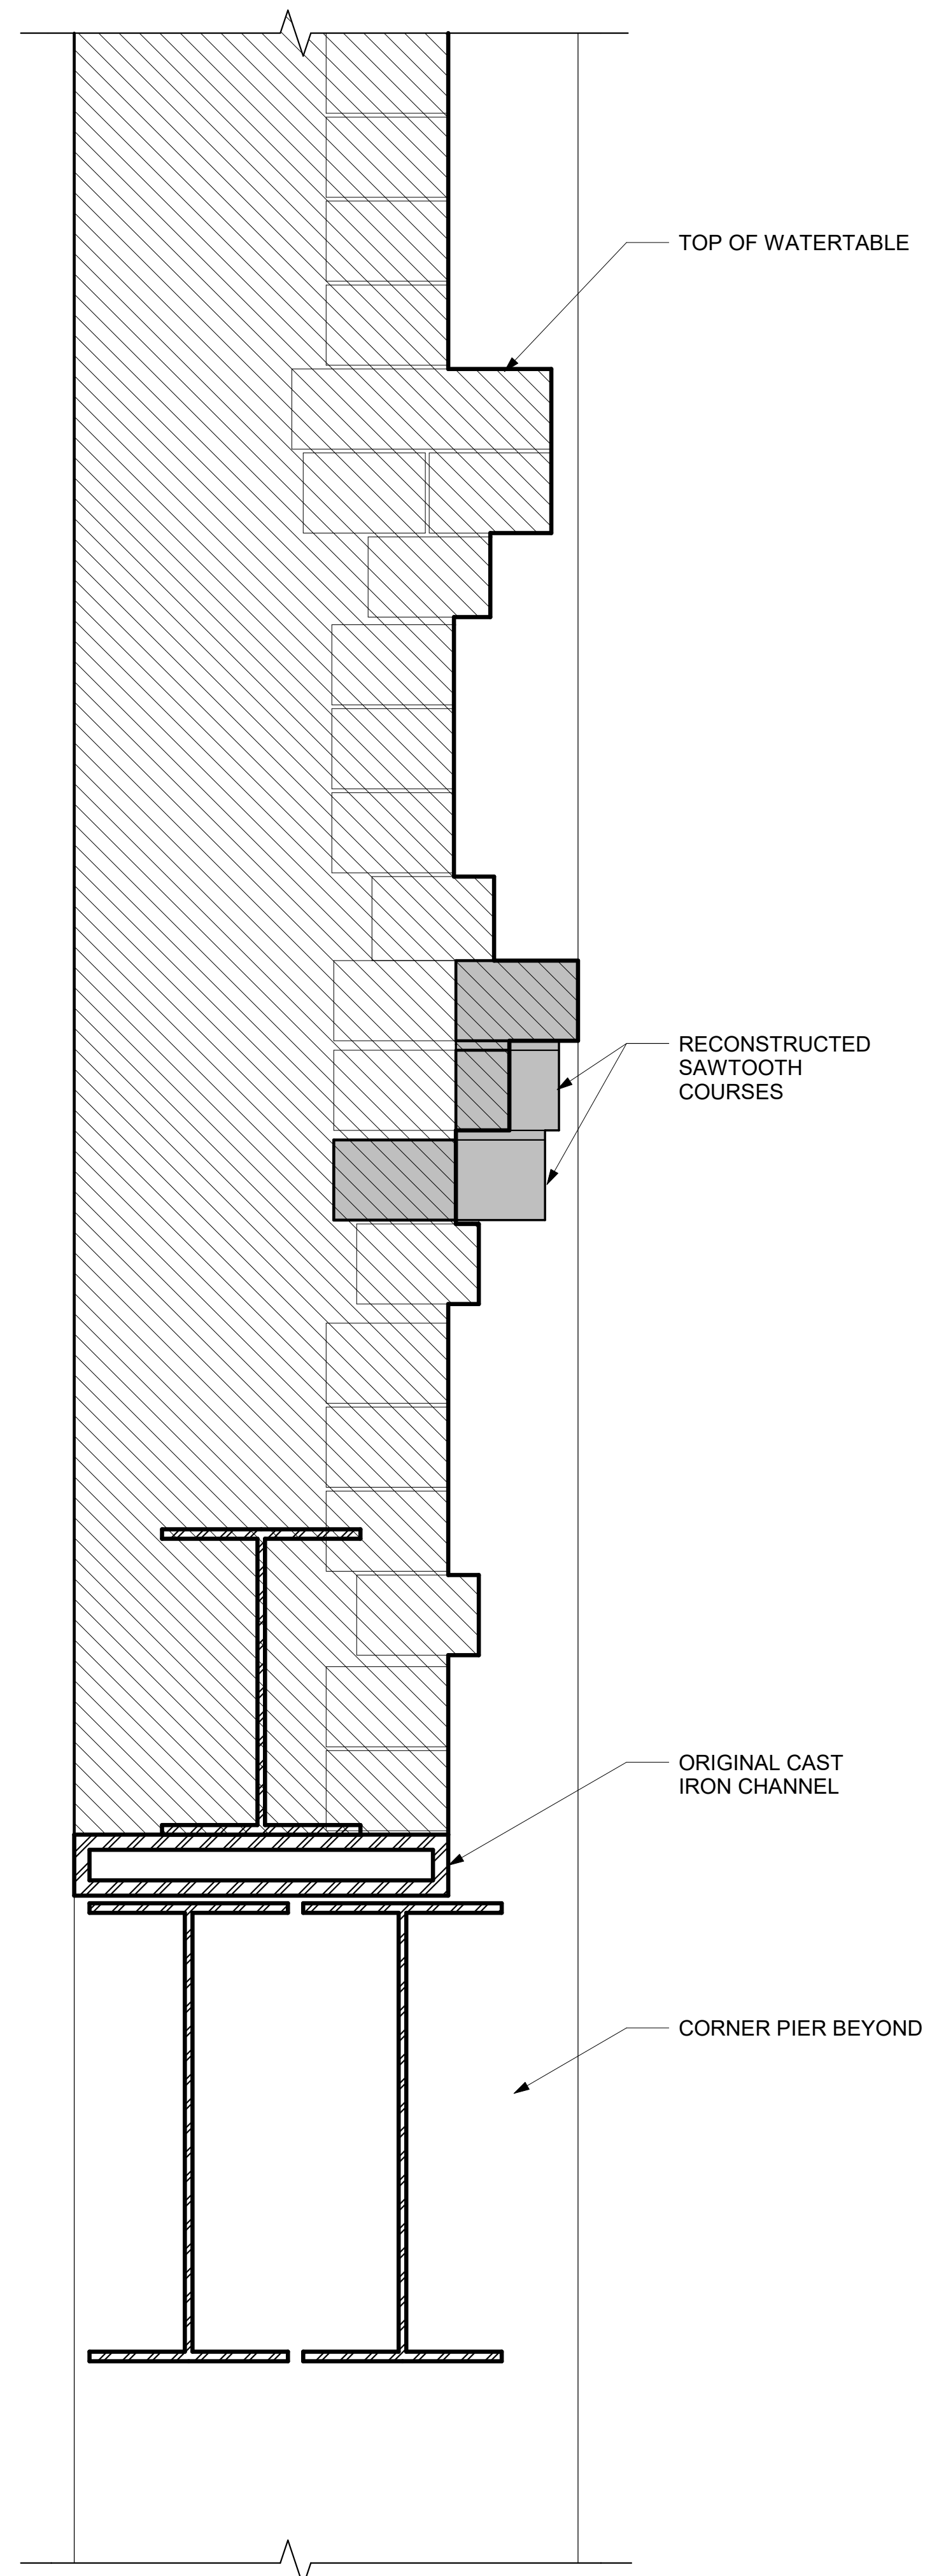 TOP OF WATERTABLE
RECONSTRUCTED
SAWTOOTH
COURSES
ORIGINAL CAST
IRON CHANNEL
CORNER PIER BEYOND